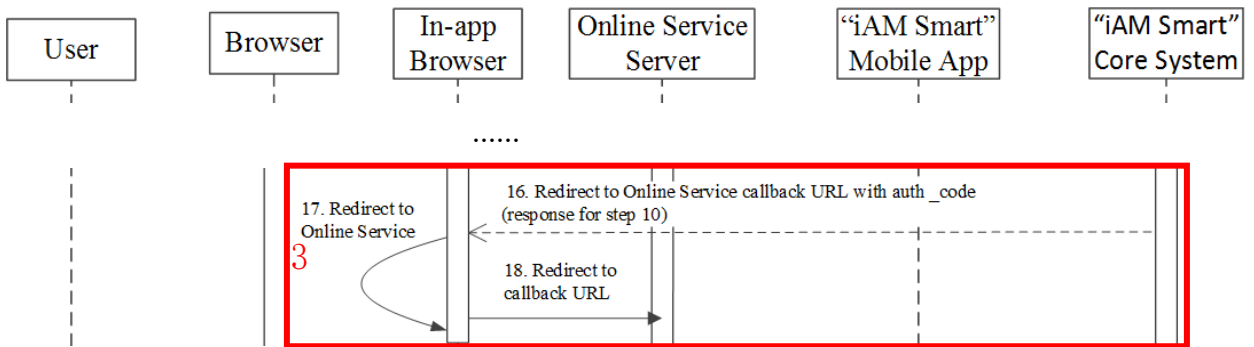 User
Browser
In-app
Browser
Online Service
Server
“iAM Smart”
Mobile App
“iAM Smart”
Core System
......
16. Redirect to Online Service callback URL with auth _code
(response for step 10)
17. Redirect to
Online Service
3
18. Redirect to
callback URL